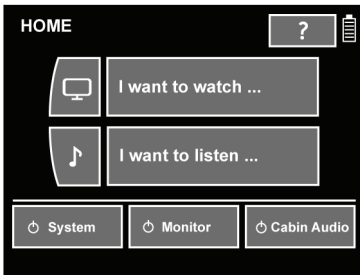 HOME
?
I want to watch ...
I want to listen ...
System
Monitor
Cabin Audio